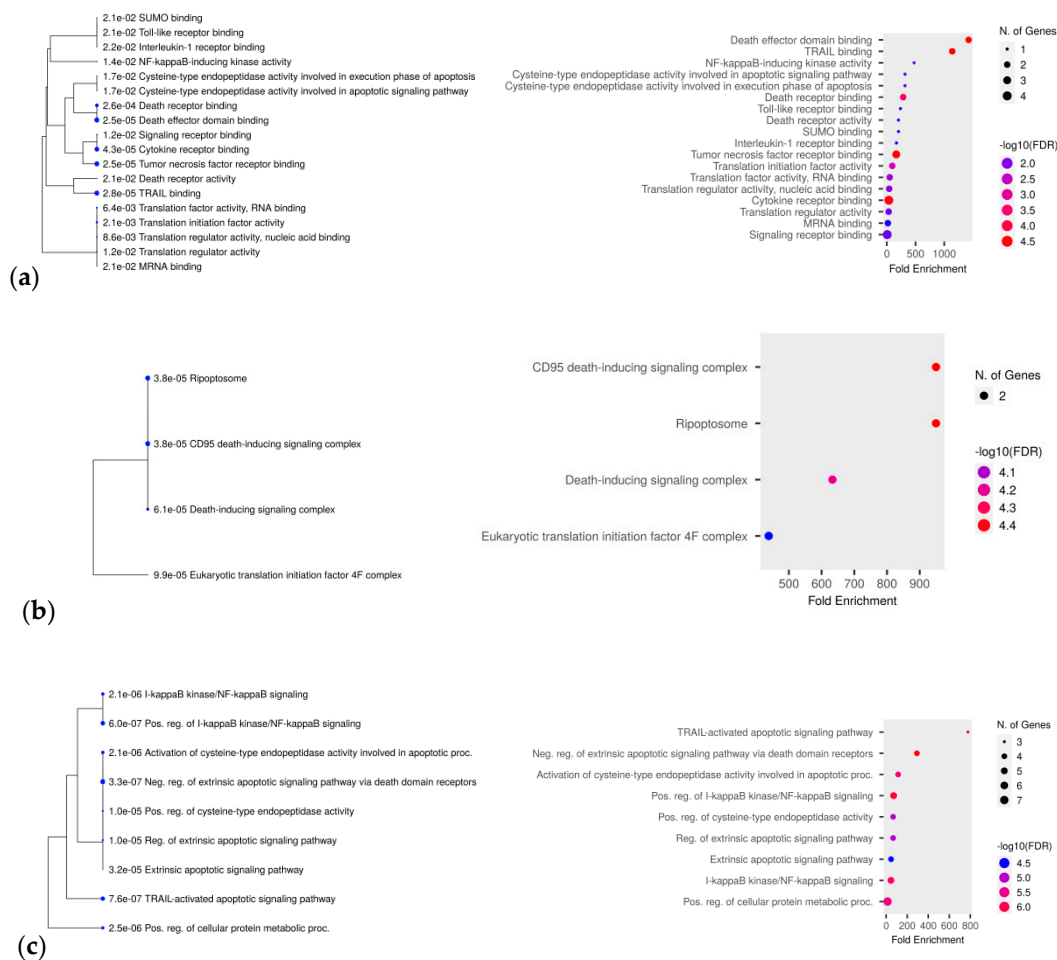 2.1e-02 SUMO binding
2.1e-02 Toll-like receptor binding
2.2e-02 Interleukin-1 receptor binding
1.4e-02 NF-kappaB-inducing kinase activity
1.7e-02 Cysteine-type endopeptidase activity involved in execution phase of apoptosis
1.7e-02 Cysteine-type endopeptidase activity involved in apoptotic signaling pathway
2.6e-04 Death receptor binding
2.5e-05 Death effector domain binding
1.2e-02 Signaling receptor binding
4.3e-05 Cytokine receptor binding
2.5e-05 Tumor necrosis factor receptor binding
2.1e-02 Death receptor activity
2.8e-05 TRAIL binding
6.4e-03 Translation factor activity, RNA binding
2.1e-03 Translation initiation factor activity
8.6e-03 Translation regulator activity, nucleic acid binding
1.2e-02 Translation regulator activity
2.1e-02 MRNA binding
(a)
Death effector domain binding
TRAIL binding
NF-kappaB-inducing kinase activity
Cysteine-type endopeptidase activity involved in apoptotic signaling pathway
Cysteine-type endopeptidase activity involved in execution phase of apoptosis
Death receptor binding
Toll-like receptor binding
Death receptor activity
SUMO binding
Interleukin-1 receptor binding
Tumor necrosis factor receptor binding
Translation initiation factor activity
Translation factor activity, RNA binding
Translation regulator activity, nucleic acid binding
Cytokine receptor binding
Translation regulator activity
MRNA binding
Signaling receptor binding
0 500 1000
Fold Enrichment
N. of Genes
1
2
3
4
-log10(FDR)
2.0
2.5
3.0
3.5
4.0
4.5
3.8e-05 Ripoptosome
3.8e-05 CD95 death-inducing signaling complex
6.1e-05 Death-inducing signaling complex
9.9e-05 Eukaryotic translation initiation factor 4F complex
(b)
CD95 death-inducing signaling complex
Ripoptosome
Death-inducing signaling complex
Eukaryotic translation initiation factor 4F complex
500 600 700 800 900
Fold Enrichment
N. of Genes
2
-log10(FDR)
4.1
4.2
4.3
4.4
2.1e-06 I-kappaB kinase/NF-kappaB signaling
6.0e-07 Pos. reg. of I-kappaB kinase/NF-kappaB signaling
2.1e-06 Activation of cysteine-type endopeptidase activity involved in apoptotic proc.
3.3e-07 Neg. reg. of extrinsic apoptotic signaling pathway via death domain receptors
1.0e-05 Pos. reg. of cysteine-type endopeptidase activity
1.0e-05 Reg. of extrinsic apoptotic signaling pathway
3.2e-05 Extrinsic apoptotic signaling pathway
7.6e-07 TRAIL-activated apoptotic signaling pathway
2.5e-06 Pos. reg. of cellular protein metabolic proc.
(c)
TRAIL-activated apoptotic signaling pathway
Neg. reg. of extrinsic apoptotic signaling pathway via death domain receptors
Activation of cysteine-type endopeptidase activity involved in apoptotic proc.
Pos. reg. of I-kappaB kinase/NF-kappaB signaling
Pos. reg. of cysteine-type endopeptidase activity
Reg. of extrinsic apoptotic signaling pathway
Extrinsic apoptotic signaling pathway
I-kappaB kinase/NF-kappaB signaling
Pos. reg. of cellular protein metabolic proc.
0 200 400 600 800
Fold Enrichment
N. of Genes
3
4
5
6
7
-log10(FDR)
4.5
5.0
5.5
6.0